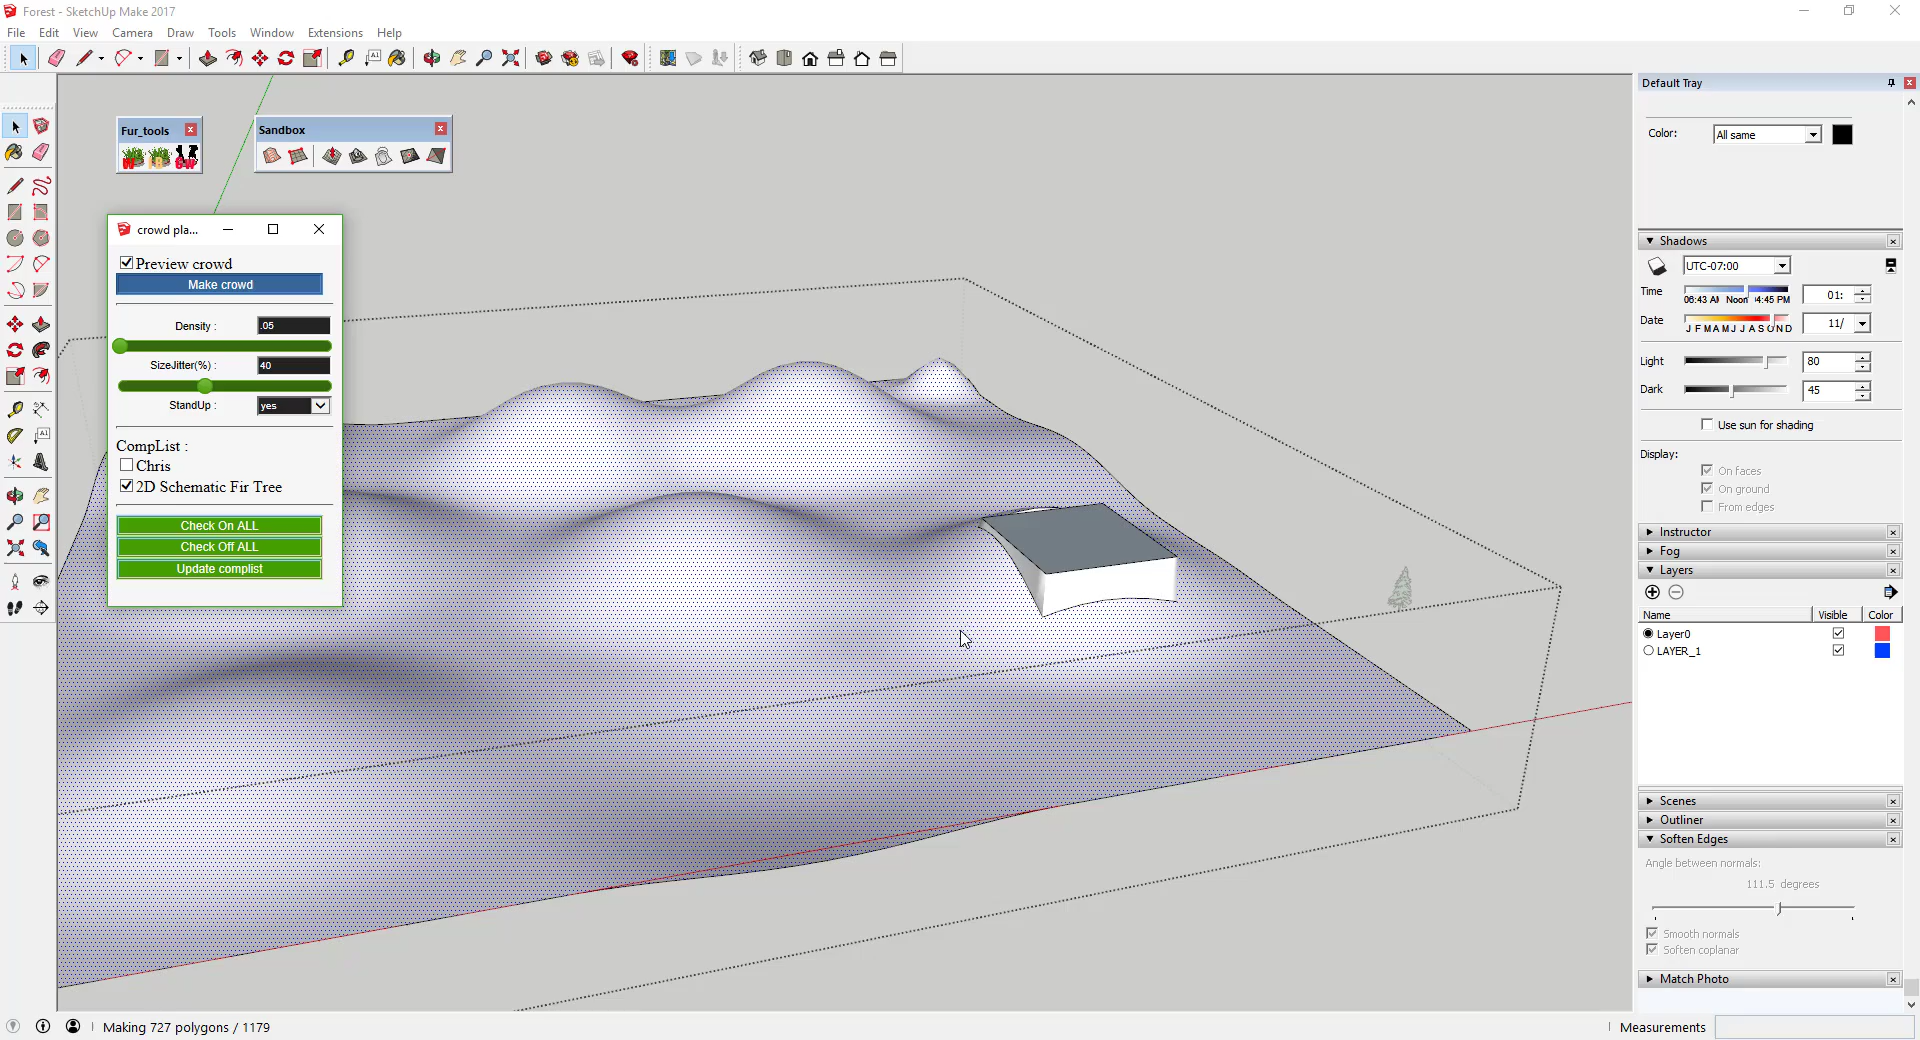 Forest - SketchUp Make 2017
File Edit View Camera Draw Tools Window Extensions Help
Default Tray
Color: All same
Fur_tools
Sandbox
crowd pla...
Preview crowd
Make crowd
Density : .05
SizeJitter(%) : 40
StandUp : yes
CompList :
Chris
2D Schematic Fir Tree
Check On ALL
Check Off ALL
Update complist
Shadows
UTC-07:00
Time 06:43 AM Noon 04:45 PM 01:
Date J F M A M J J A S O N D 11/
Light 80
Dark 45
Use sun for shading
Display:
On faces
On ground
From edges
Instructor
Fog
Layers
Name Visible Color
Layer0
LAYER_1
Scenes
Outliner
Soften Edges
Angle between normals:
111.5 degrees
Smooth normals
Soften coplanar
Match Photo
Making 727 polygons / 1179
Measurements